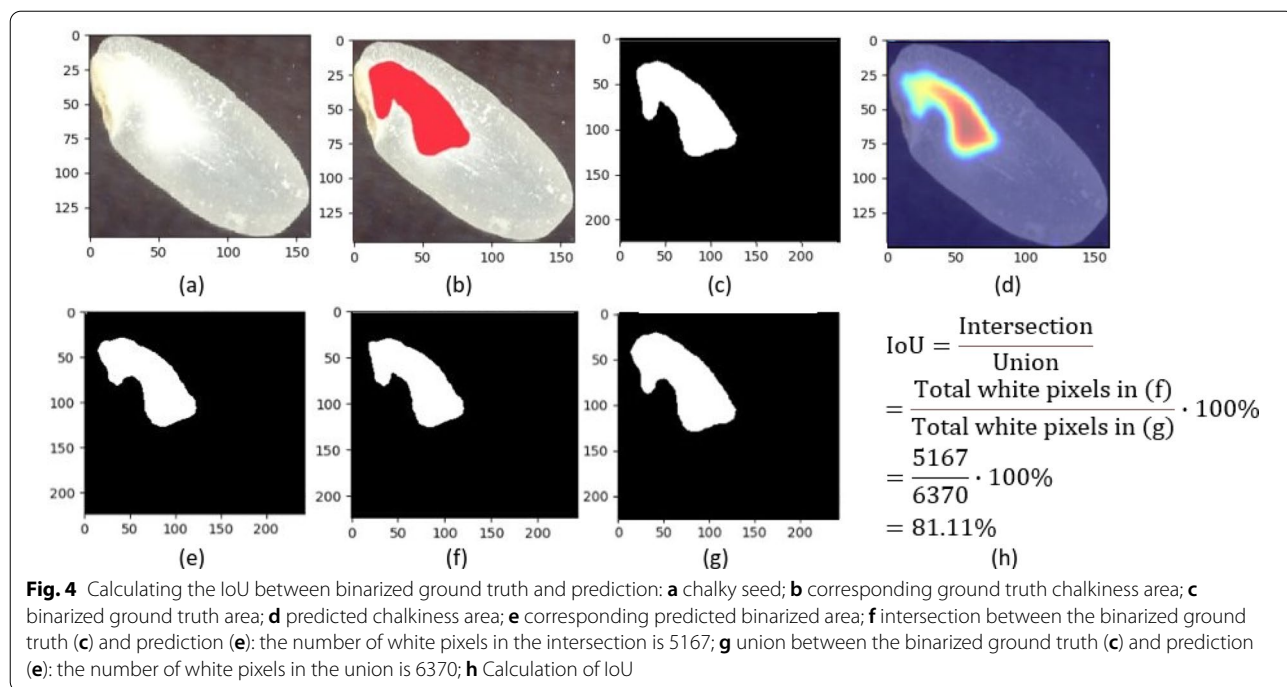 0
25
50
75
100
125
0 50 100 150
(a)
0
25
50
75
100
125
0 50 100 150
(b)
0
50
100
150
200
0 50 100 150 200
(c)
0
25
50
75
100
125
0 50 100 150
(d)
0
50
100
150
200
0 50 100 150 200
(e)
0
50
100
150
200
0 50 100 150 200
(f)
0
50
100
150
200
0 50 100 150 200
(g)
IoU = Intersection / Union
= Total white pixels in (f) / Total white pixels in (g) · 100%
= 5167 / 6370 · 100%
= 81.11%
(h)
Fig. 4 Calculating the IoU between binarized ground truth and prediction: a chalky seed; b corresponding ground truth chalkiness area; c
binarized ground truth area; d predicted chalkiness area; e corresponding predicted binarized area; f intersection between the binarized ground
truth (c) and prediction (e): the number of white pixels in the intersection is 5167; g union between the binarized ground truth (c) and prediction
(e): the number of white pixels in the union is 6370; h Calculation of IoU